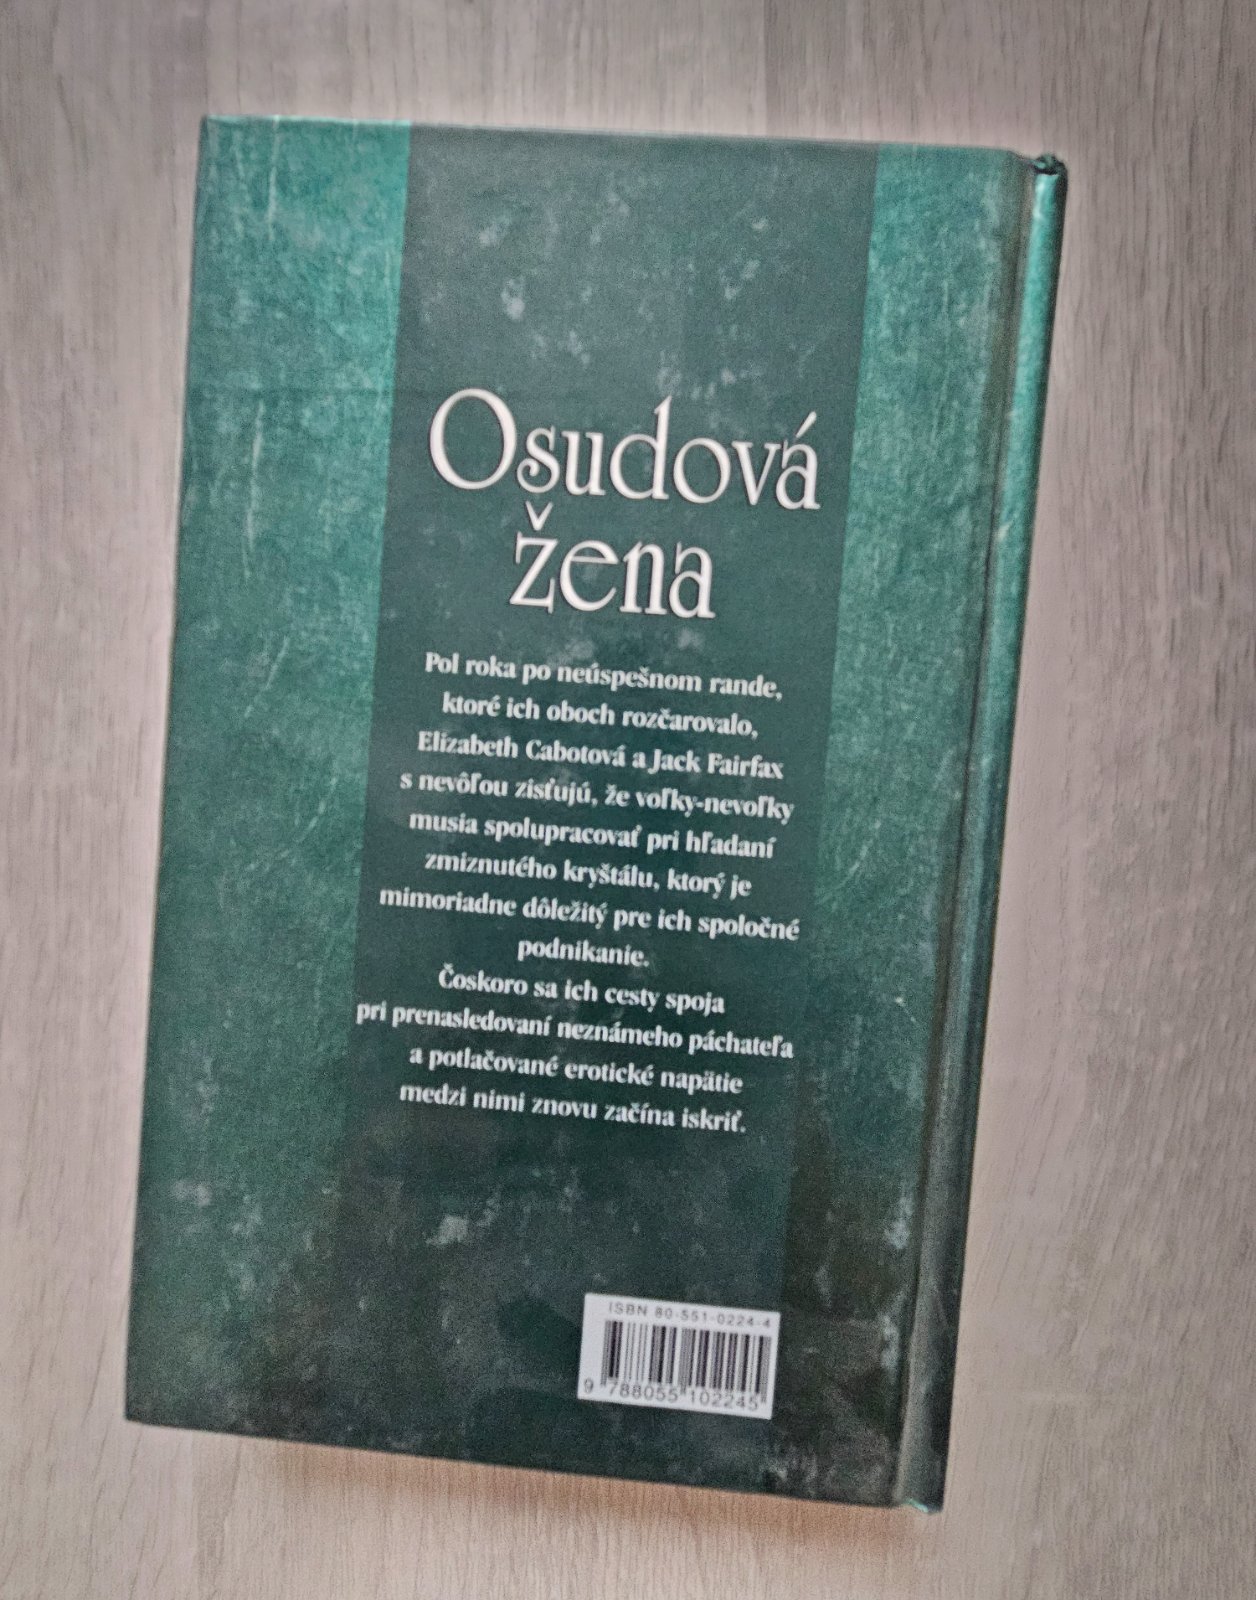 Osudová
žena
Pol roka po neúspešnom rande,
ktoré ich oboch rozčarovalo,
Elizabeth Cabotová a Jack Fairfax
s nevôľou zisťujú, že voľky-nevoľky
musia spolupracovať pri hľadaní
zmiznutého kryštálu, ktorý je
mimoriadne dôležitý pre ich spoločné
podnikanie.
Čoskoro sa ich cesty spoja
pri prenasledovaní neznámeho páchateľa
a potlačované erotické napätie
medzi nimi znovu začína iskriť.
ISBN 80-551-0224-4
9 788055 102245